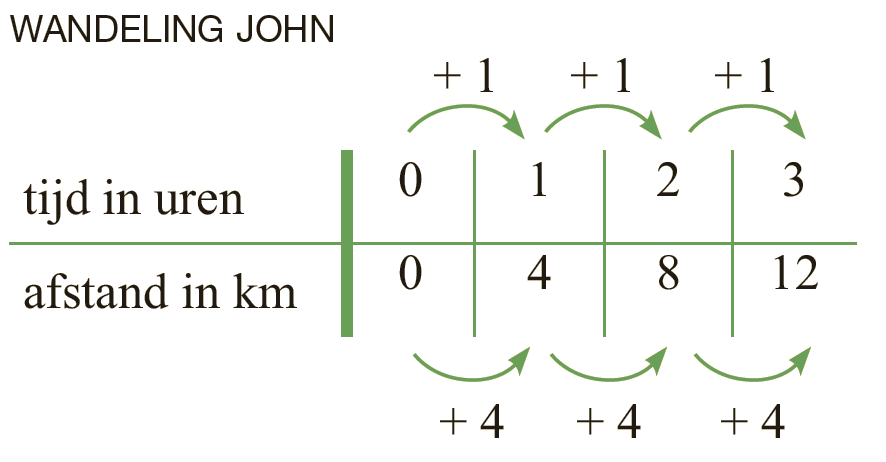 WANDELING JOHN
+ 1 + 1 + 1
tijd in uren 0 1 2 3
afstand in km 0 4 8 12
+ 4 + 4 + 4